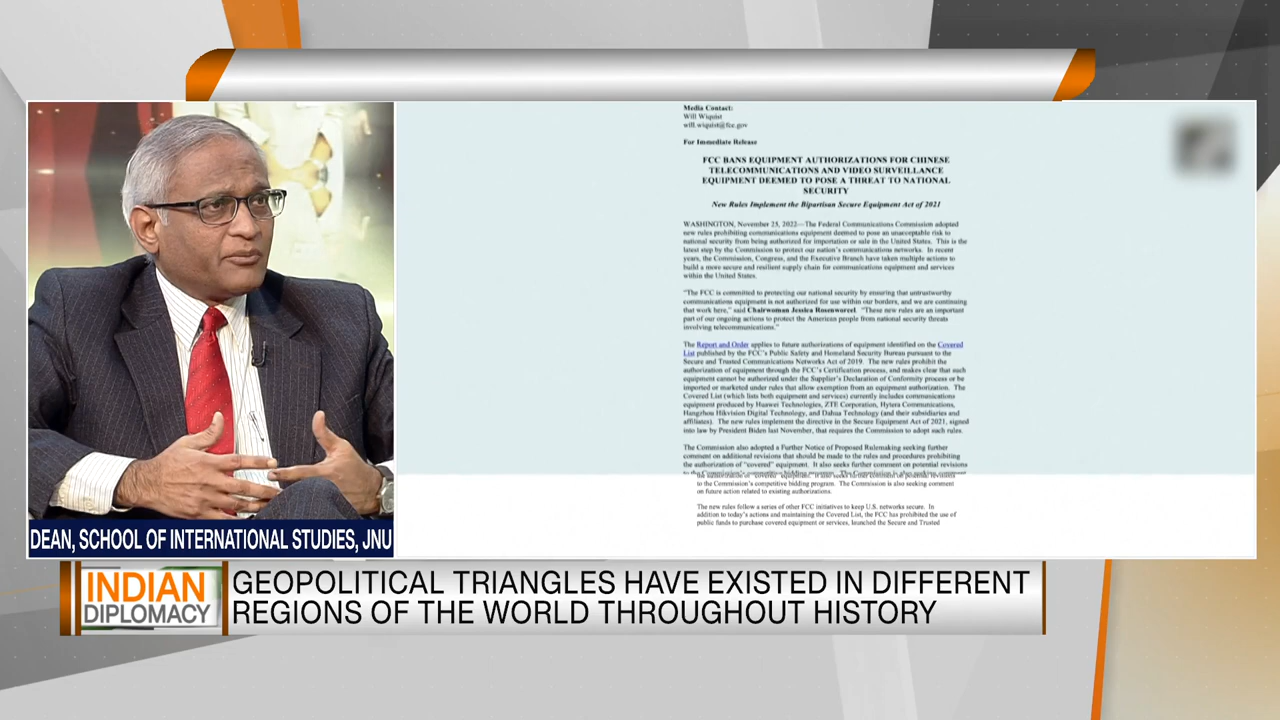 Media Contact:
Will Wiquist
will.wiquist@fcc.gov
For Immediate Release
FCC BANS EQUIPMENT AUTHORIZATIONS FOR CHINESE
TELECOMMUNICATIONS AND VIDEO SURVEILLANCE
EQUIPMENT DEEMED TO POSE A THREAT TO NATIONAL
SECURITY
New Rules Implement the Bipartisan Secure Equipment Act of 2021
WASHINGTON, November 25, 2022—The Federal Communications Commission adopted
new rules prohibiting communications equipment deemed to pose an unacceptable risk to
national security from being authorized for importation or sale in the United States. This is the
latest step by the Commission to protect our nation's communications networks. In recent
years, the Commission, Congress, and the Executive Branch have taken multiple actions to
build a more secure and resilient supply chain for communications equipment and services
within the United States.
"The FCC is committed to protecting our national security by ensuring that untrustworthy
communications equipment is not authorized for use within our borders, and we are continuing
that work here," said Chairwoman Jessica Rosenworcel. "These new rules are an important
part of our ongoing actions to protect the American people from national security threats
involving telecommunications."
The Report and Order applies to future authorizations of equipment identified on the Covered
List published by the FCC's Public Safety and Homeland Security Bureau pursuant to the
Secure and Trusted Communications Networks Act of 2019. The new rules prohibit the
authorization of equipment through the FCC's Certification process, and makes clear that such
equipment cannot be authorized under the Supplier's Declaration of Conformity process or be
imported or marketed under rules that allow exemption from an equipment authorization. The
Covered List (which lists both equipment and services) currently includes communications
equipment produced by Huawei Technologies, ZTE Corporation, Hytera Communications,
Hangzhou Hikvision Digital Technology, and Dahua Technology (and their subsidiaries and
affiliates). The new rules implement the directive in the Secure Equipment Act of 2021, signed
into law by President Biden last November, that requires the Commission to adopt such rules.
The Commission also adopted a Further Notice of Proposed Rulemaking seeking further
comment on additional revisions that should be made to the rules and procedures prohibiting
the authorization of "covered" equipment. It also seeks further comment on potential revisions
to the Commission's competitive bidding program. The Commission is also seeking comment
on future action related to existing authorizations.
The new rules follow a series of other FCC initiatives to keep U.S. networks secure. In
addition to today's actions and maintaining the Covered List, the FCC has prohibited the use of
public funds to purchase covered equipment or services, launched the Secure and Trusted
DEAN, SCHOOL OF INTERNATIONAL STUDIES, JNU
INDIAN
DIPLOMACY
GEOPOLITICAL TRIANGLES HAVE EXISTED IN DIFFERENT
REGIONS OF THE WORLD THROUGHOUT HISTORY